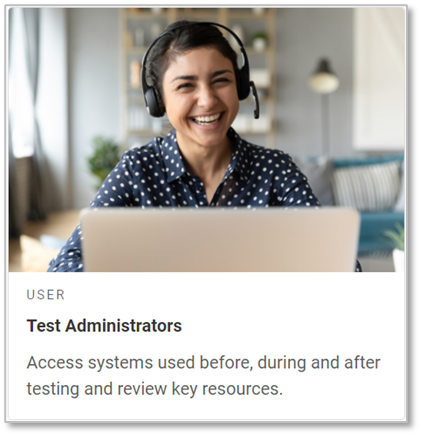 USER
Test Administrators
Access systems used before, during and after
testing and review key resources.